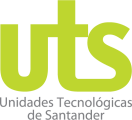 uts
Unidades Tecnológicas
de Santander